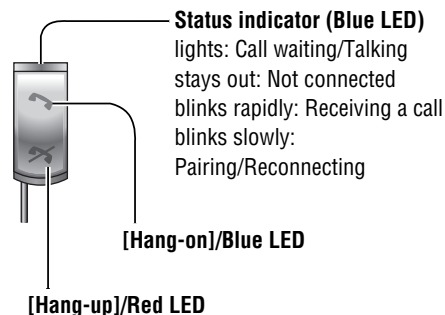 Status indicator (Blue LED)
lights: Call waiting/Talking
stays out: Not connected
blinks rapidly: Receiving a call
blinks slowly:
Pairing/Reconnecting
[Hang-on]/Blue LED
[Hang-up]/Red LED